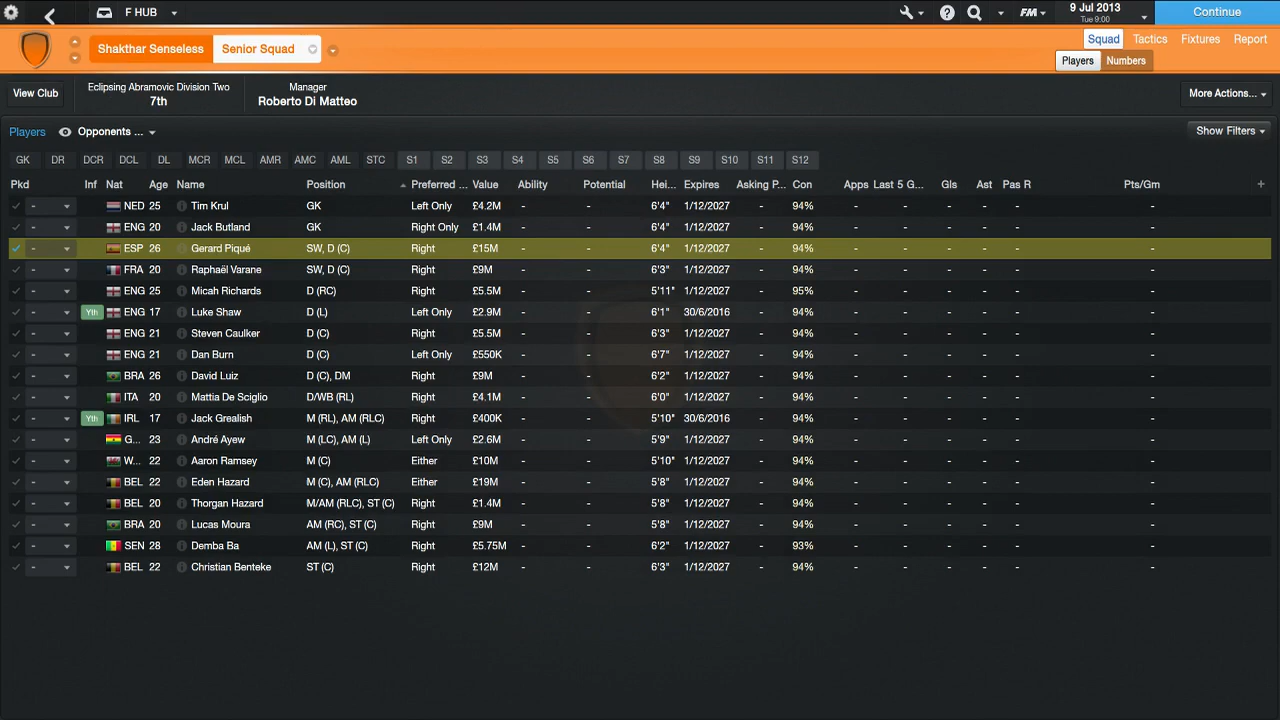 F HUB FM 9 Jul 2013 Tue 9:00 Continue
Shakthar Senseless Senior Squad Squad Tactics Fixtures Report
Players Numbers
View Club Eclipsing Abramovic Division Two 7th Manager Roberto Di Matteo More Actions...
Players Opponents ... Show Filters
GK DR DCR DCL DL MCR MCL AMR AMC AML STC S1 S2 S3 S4 S5 S6 S7 S8 S9 S10 S11 S12
Pkd Inf Nat Age Name Position Preferred ... Value Ability Potential Hei... Expires Asking P... Con Apps Last 5 G... Gls Ast Pas R Pts/Gm +
- NED 25 Tim Krul GK Left Only £4.2M - - 6'4" 1/12/2027 - 94% - - - - - -
- ENG 20 Jack Butland GK Right Only £1.4M - - 6'4" 1/12/2027 - 94% - - - - - -
- ESP 26 Gerard Piqué SW, D (C) Right £15M - - 6'4" 1/12/2027 - 94% - - - - - -
- FRA 20 Raphaël Varane SW, D (C) Right £9M - - 6'3" 1/12/2027 - 94% - - - - - -
- ENG 25 Micah Richards D (RC) Right £5.5M - - 5'11" 1/12/2027 - 95% - - - - - -
- Yth ENG 17 Luke Shaw D (L) Left Only £2.9M - - 6'1" 30/6/2016 - 94% - - - - - -
- ENG 21 Steven Caulker D (C) Right £5.5M - - 6'3" 1/12/2027 - 94% - - - - - -
- ENG 21 Dan Burn D (C) Left Only £550K - - 6'7" 1/12/2027 - 94% - - - - - -
- BRA 26 David Luiz D (C), DM Right £9M - - 6'2" 1/12/2027 - 94% - - - - - -
- ITA 20 Mattia De Sciglio D/WB (RL) Right £4.1M - - 6'0" 1/12/2027 - 94% - - - - - -
- Yth IRL 17 Jack Grealish M (RL), AM (RLC) Right £400K - - 5'10" 30/6/2016 - 94% - - - - - -
- G... 23 André Ayew M (LC), AM (L) Left Only £2.6M - - 5'9" 1/12/2027 - 94% - - - - - -
- W... 22 Aaron Ramsey M (C) Either £10M - - 5'10" 1/12/2027 - 94% - - - - - -
- BEL 22 Eden Hazard M (C), AM (RLC) Either £19M - - 5'8" 1/12/2027 - 94% - - - - - -
- BEL 20 Thorgan Hazard M/AM (RLC), ST (C) Right £1.4M - - 5'8" 1/12/2027 - 94% - - - - - -
- BRA 20 Lucas Moura AM (RC), ST (C) Right £9M - - 5'8" 1/12/2027 - 94% - - - - - -
- SEN 28 Demba Ba AM (L), ST (C) Right £5.75M - - 6'2" 1/12/2027 - 93% - - - - - -
- BEL 22 Christian Benteke ST (C) Right £12M - - 6'3" 1/12/2027 - 94% - - - - - -